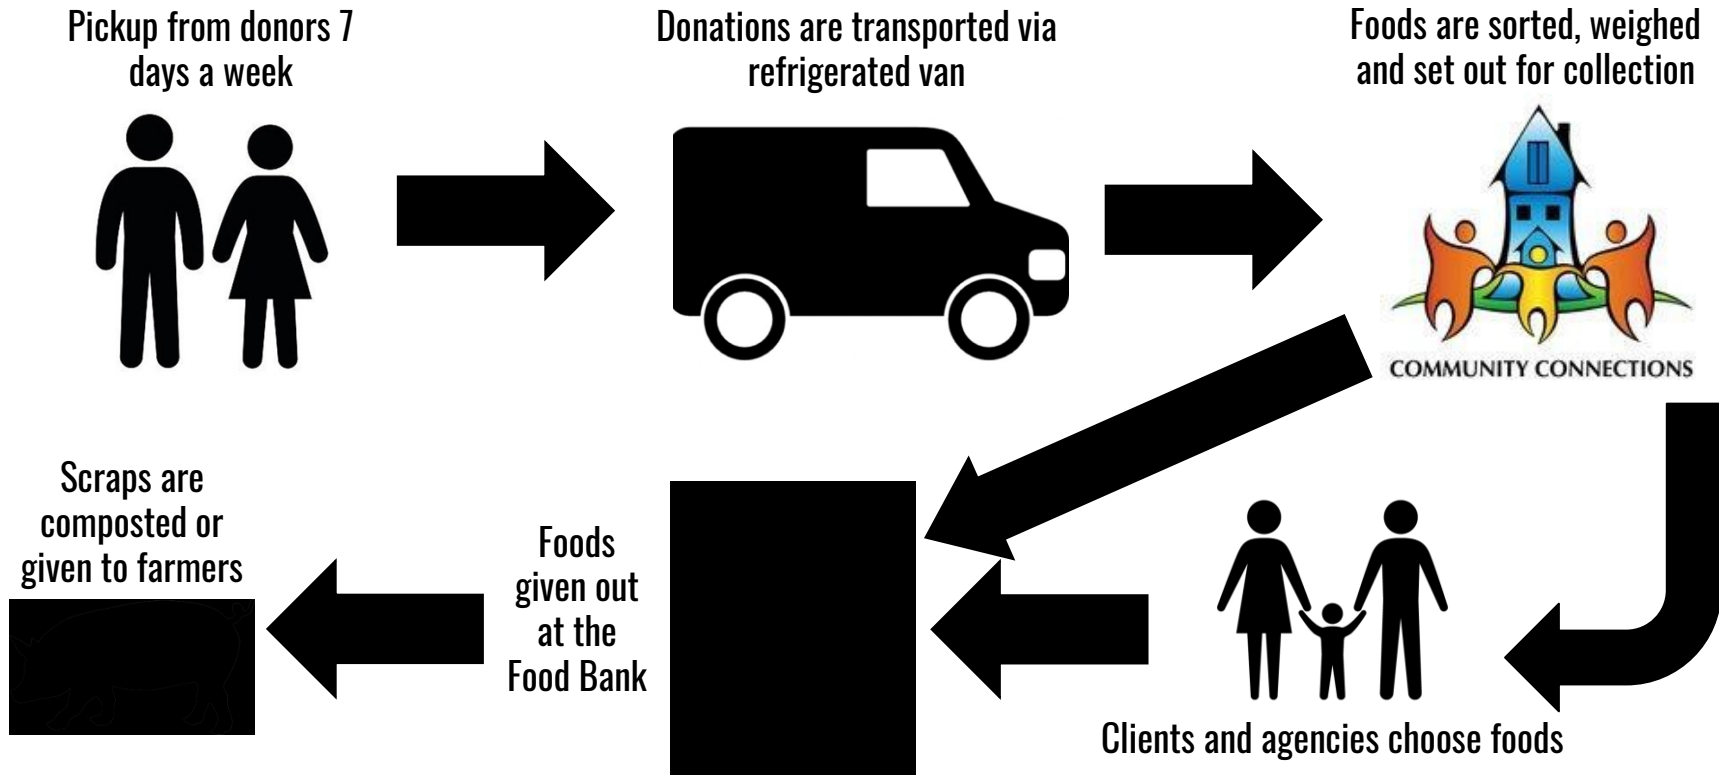 Pickup from donors 7
days a week
Donations are transported via
refrigerated van
Foods are sorted, weighed
and set out for collection
COMMUNITY CONNECTIONS
Clients and agencies choose foods
Foods
given out
at the
Food Bank
Scraps are
composted or
given to farmers